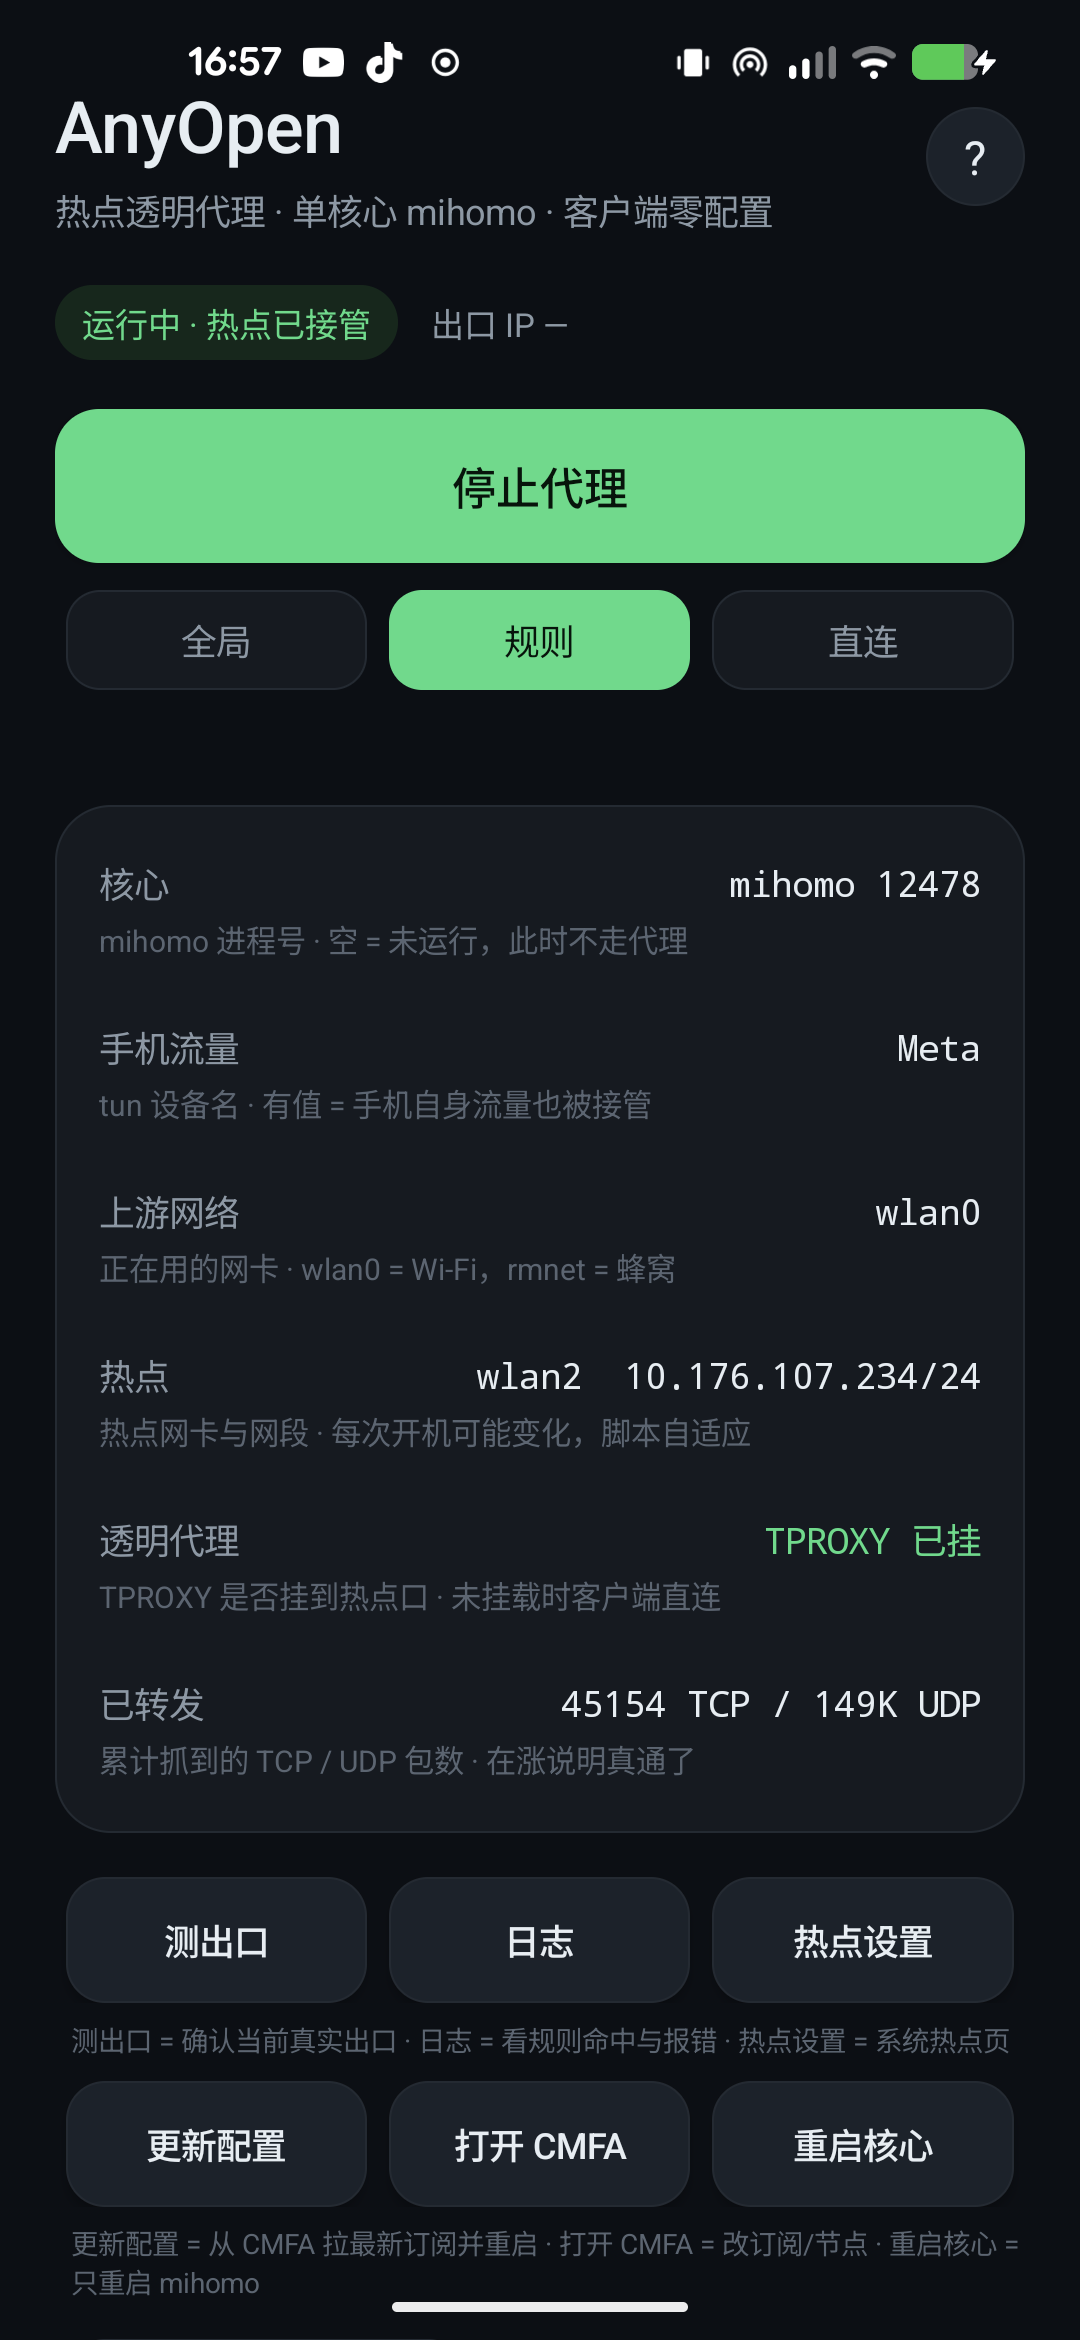 16:57
AnyOpen
?
热点透明代理 · 单核心 mihomo · 客户端零配置
运行中 · 热点已接管
出口 IP —
停止代理
全局
规则
直连
核心
mihomo 12478
mihomo 进程号 · 空 = 未运行，此时不走代理
手机流量
Meta
tun 设备名 · 有值 = 手机自身流量也被接管
上游网络
wlan0
正在用的网卡 · wlan0 = Wi-Fi，rmnet = 蜂窝
热点
wlan2  10.176.107.234/24
热点网卡与网段 · 每次开机可能变化，脚本自适应
透明代理
TPROXY 已挂
TPROXY 是否挂到热点口 · 未挂载时客户端直连
已转发
45154 TCP / 149K UDP
累计抓到的 TCP / UDP 包数 · 在涨说明真通了
测出口
日志
热点设置
测出口 = 确认当前真实出口 · 日志 = 看规则命中与报错 · 热点设置 = 系统热点页
更新配置
打开 CMFA
重启核心
更新配置 = 从 CMFA 拉最新订阅并重启 · 打开 CMFA = 改订阅/节点 · 重启核心 =
只重启 mihomo